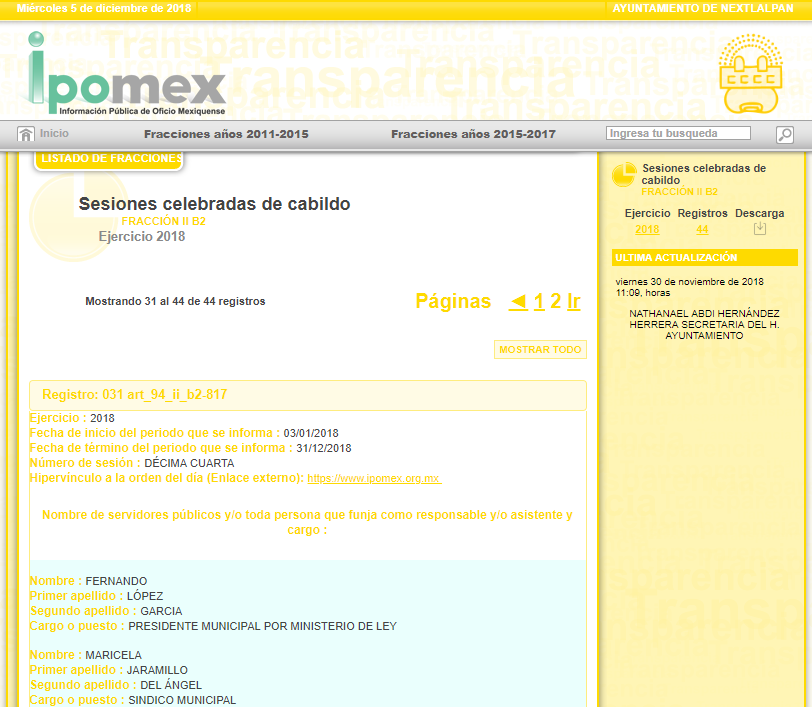 Miércoles 5 de diciembre de 2018
AYUNTAMIENTO DE NEXTLALPAN
Transparencia
ipomex
Información Pública de Oficio Mexiquense
Inicio
Fracciones años 2011-2015
Fracciones años 2015-2017
Ingresa tu busqueda
LISTADO DE FRACCIONES
Sesiones celebradas de cabildo
FRACCIÓN II B2
Ejercicio 2018
Mostrando 31 al 44 de 44 registros
Páginas ◄ 1 2 Ir
MOSTRAR TODO
Registro: 031 art_94_ii_b2-817
Ejercicio : 2018
Fecha de inicio del periodo que se informa : 03/01/2018
Fecha de término del periodo que se informa : 31/12/2018
Número de sesión : DÉCIMA CUARTA
Hipervínculo a la orden del día (Enlace externo): https://www.ipomex.org.mx
Nombre de servidores públicos y/o toda persona que funja como responsable y/o asistente y
cargo :
Nombre : FERNANDO
Primer apellido : LÓPEZ
Segundo apellido : GARCIA
Cargo o puesto : PRESIDENTE MUNICIPAL POR MINISTERIO DE LEY
Nombre : MARICELA
Primer apellido : JARAMILLO
Segundo apellido : DEL ÁNGEL
Cargo o puesto : SINDICO MUNICIPAL
Sesiones celebradas de
cabildo
FRACCIÓN II B2
Ejercicio Registros Descarga
2018 44
ULTIMA ACTUALIZACIÓN
viernes 30 de noviembre de 2018
11:09, horas
NATHANAEL ABDI HERNÁNDEZ
HERRERA SECRETARIA DEL H.
AYUNTAMIENTO